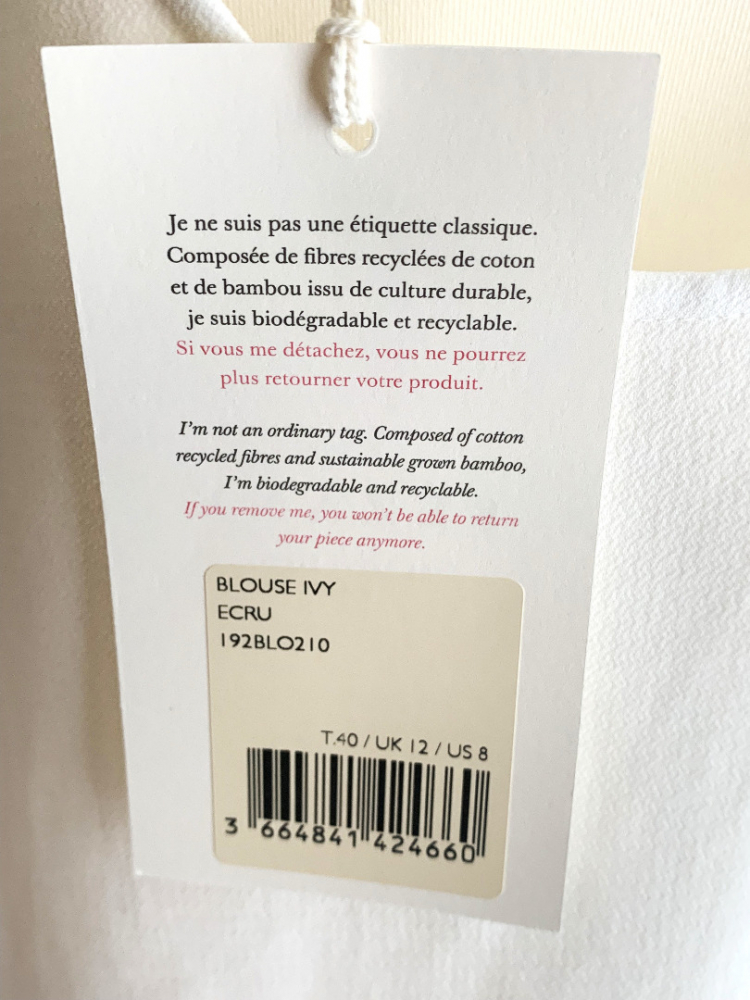 Je ne suis pas une étiquette classique.
Composée de fibres recyclées de coton
et de bambou issu de culture durable,
je suis biodégradable et recyclable.
Si vous me détachez, vous ne pourrez
plus retourner votre produit.
I'm not an ordinary tag. Composed of cotton
recycled fibres and sustainable grown bamboo,
I'm biodegradable and recyclable.
If you remove me, you won't be able to return
your piece anymore.
BLOUSE IVY
ECRU
192BLO210
T.40 / UK 12 / US 8
3 664841 424660